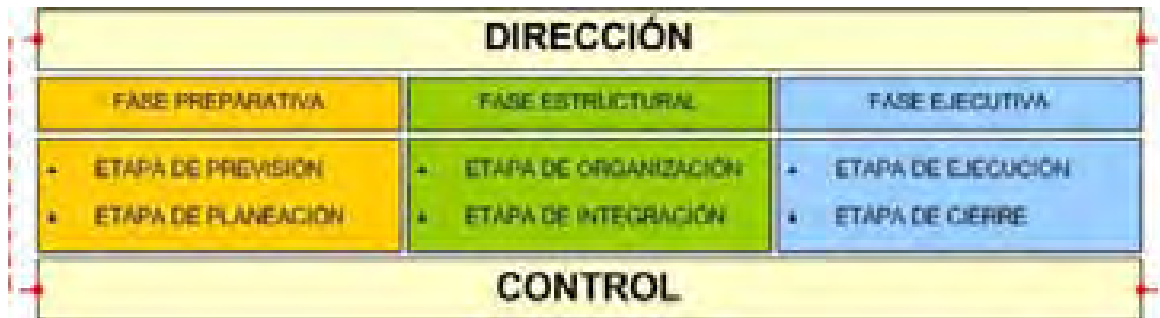 DIRECCIÓN
FASE PREPARATIVA
FASE ESTRUCTURAL
FASE EJECUTIVA
• ETAPA DE PREVISIÓN
• ETAPA DE PLANEACIÓN
• ETAPA DE ORGANIZACIÓN
• ETAPA DE INTEGRACIÓN
• ETAPA DE EJECUCIÓN
• ETAPA DE CIERRE
CONTROL